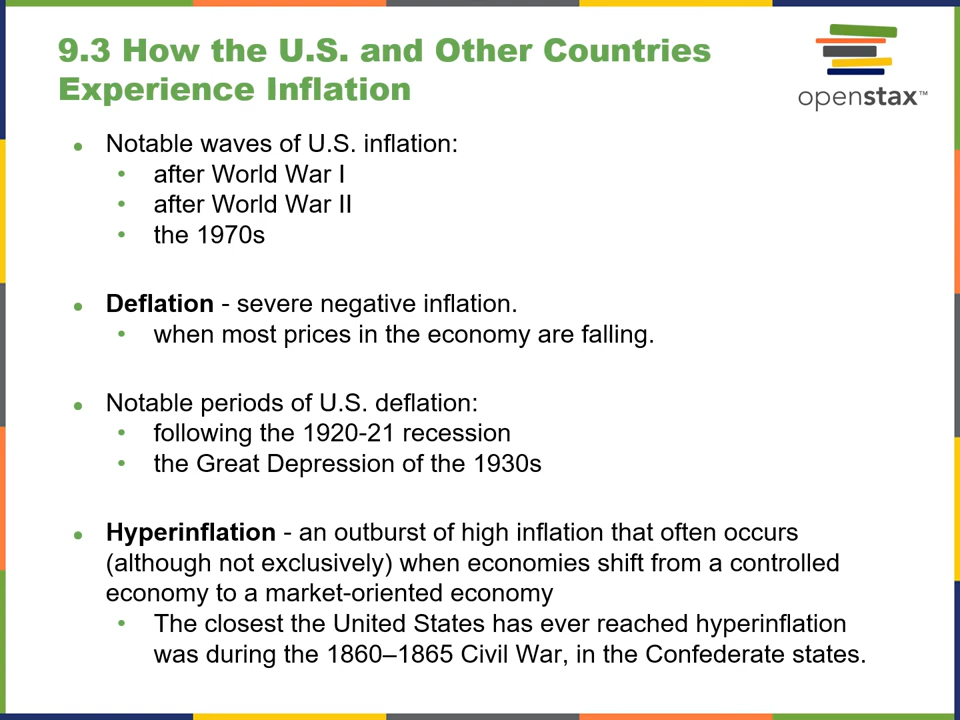 9.3 How the U.S. and Other Countries
Experience Inflation
openstax™
● Notable waves of U.S. inflation:
• after World War I
• after World War II
• the 1970s
● Deflation - severe negative inflation.
• when most prices in the economy are falling.
● Notable periods of U.S. deflation:
• following the 1920-21 recession
• the Great Depression of the 1930s
● Hyperinflation - an outburst of high inflation that often occurs
(although not exclusively) when economies shift from a controlled
economy to a market-oriented economy
• The closest the United States has ever reached hyperinflation
was during the 1860–1865 Civil War, in the Confederate states.